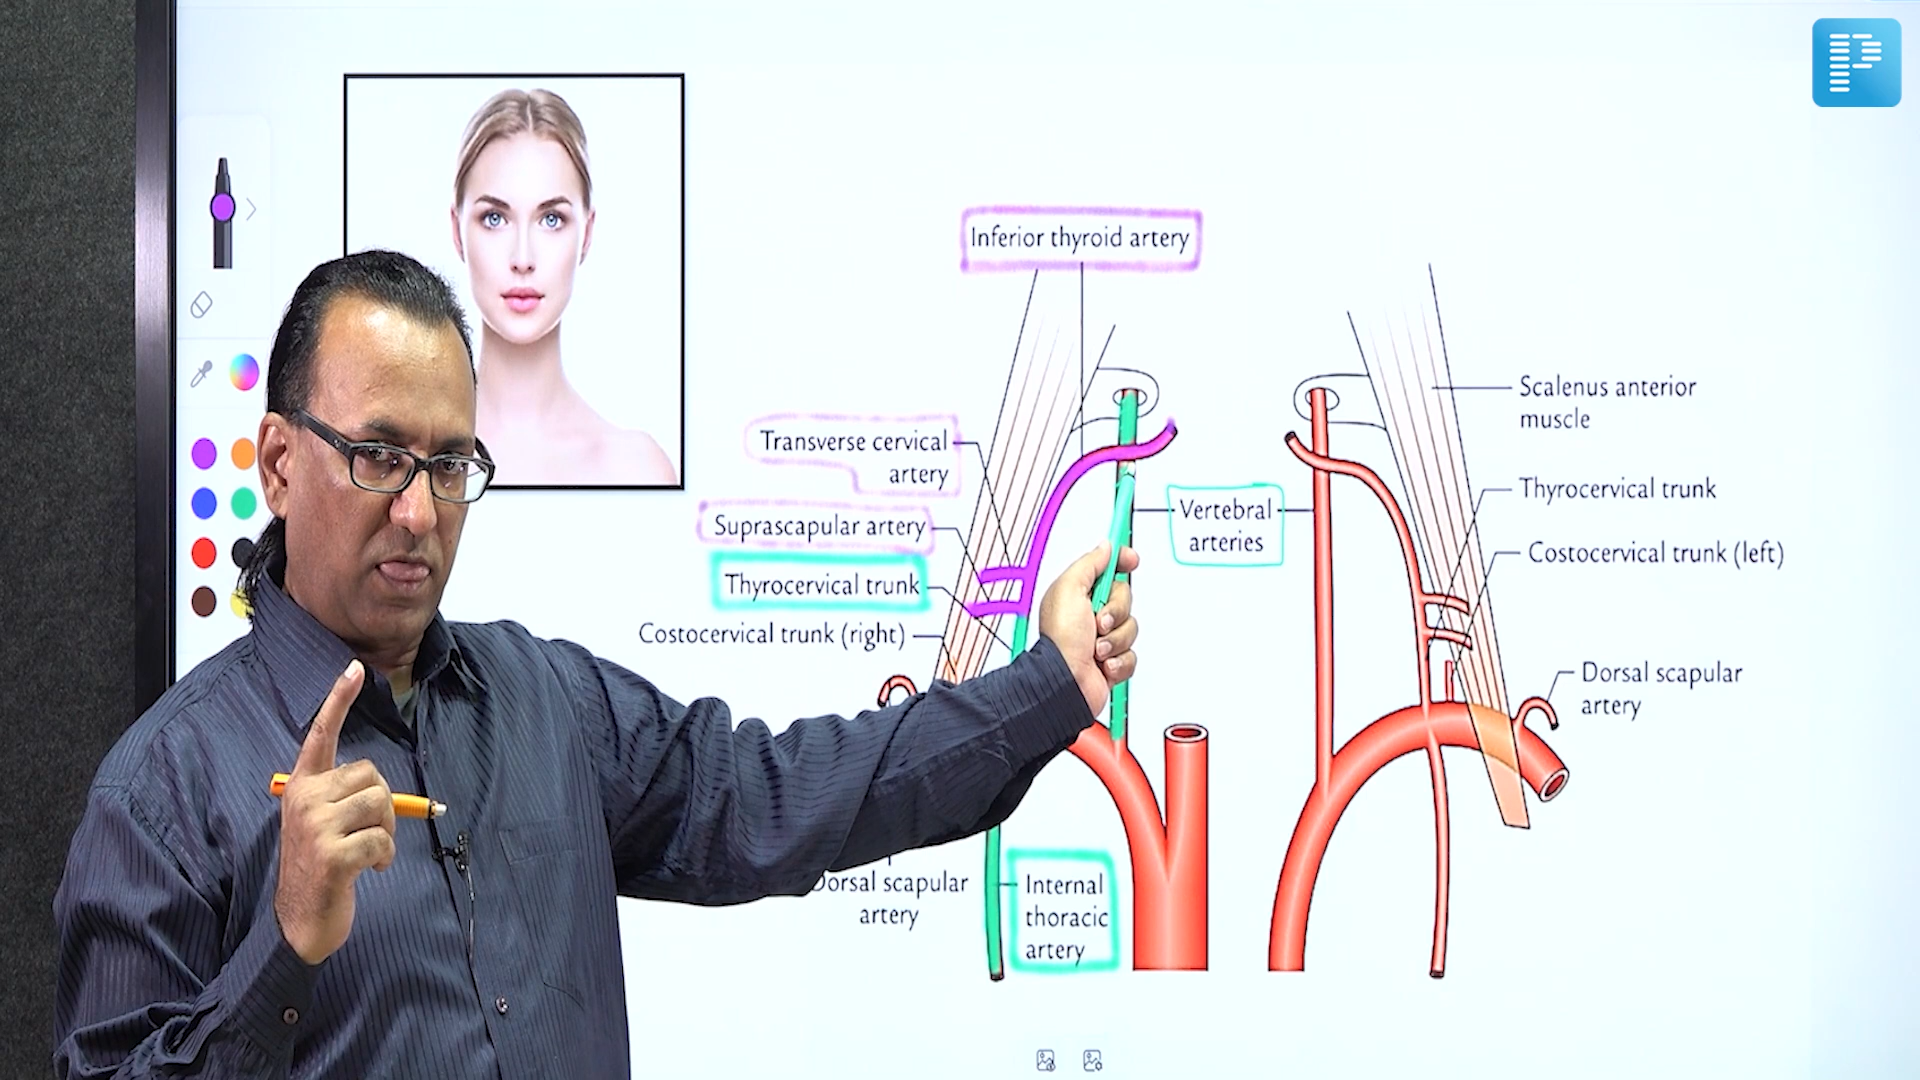 Inferior thyroid artery
Transverse cervical
artery
Suprascapular artery
Thyrocervical trunk
Costocervical trunk (right)
Dorsal scapular
artery
Internal
thoracic
artery
Vertebral
arteries
Scalenus anterior
muscle
Thyrocervical trunk
Costocervical trunk (left)
Dorsal scapular
artery
P